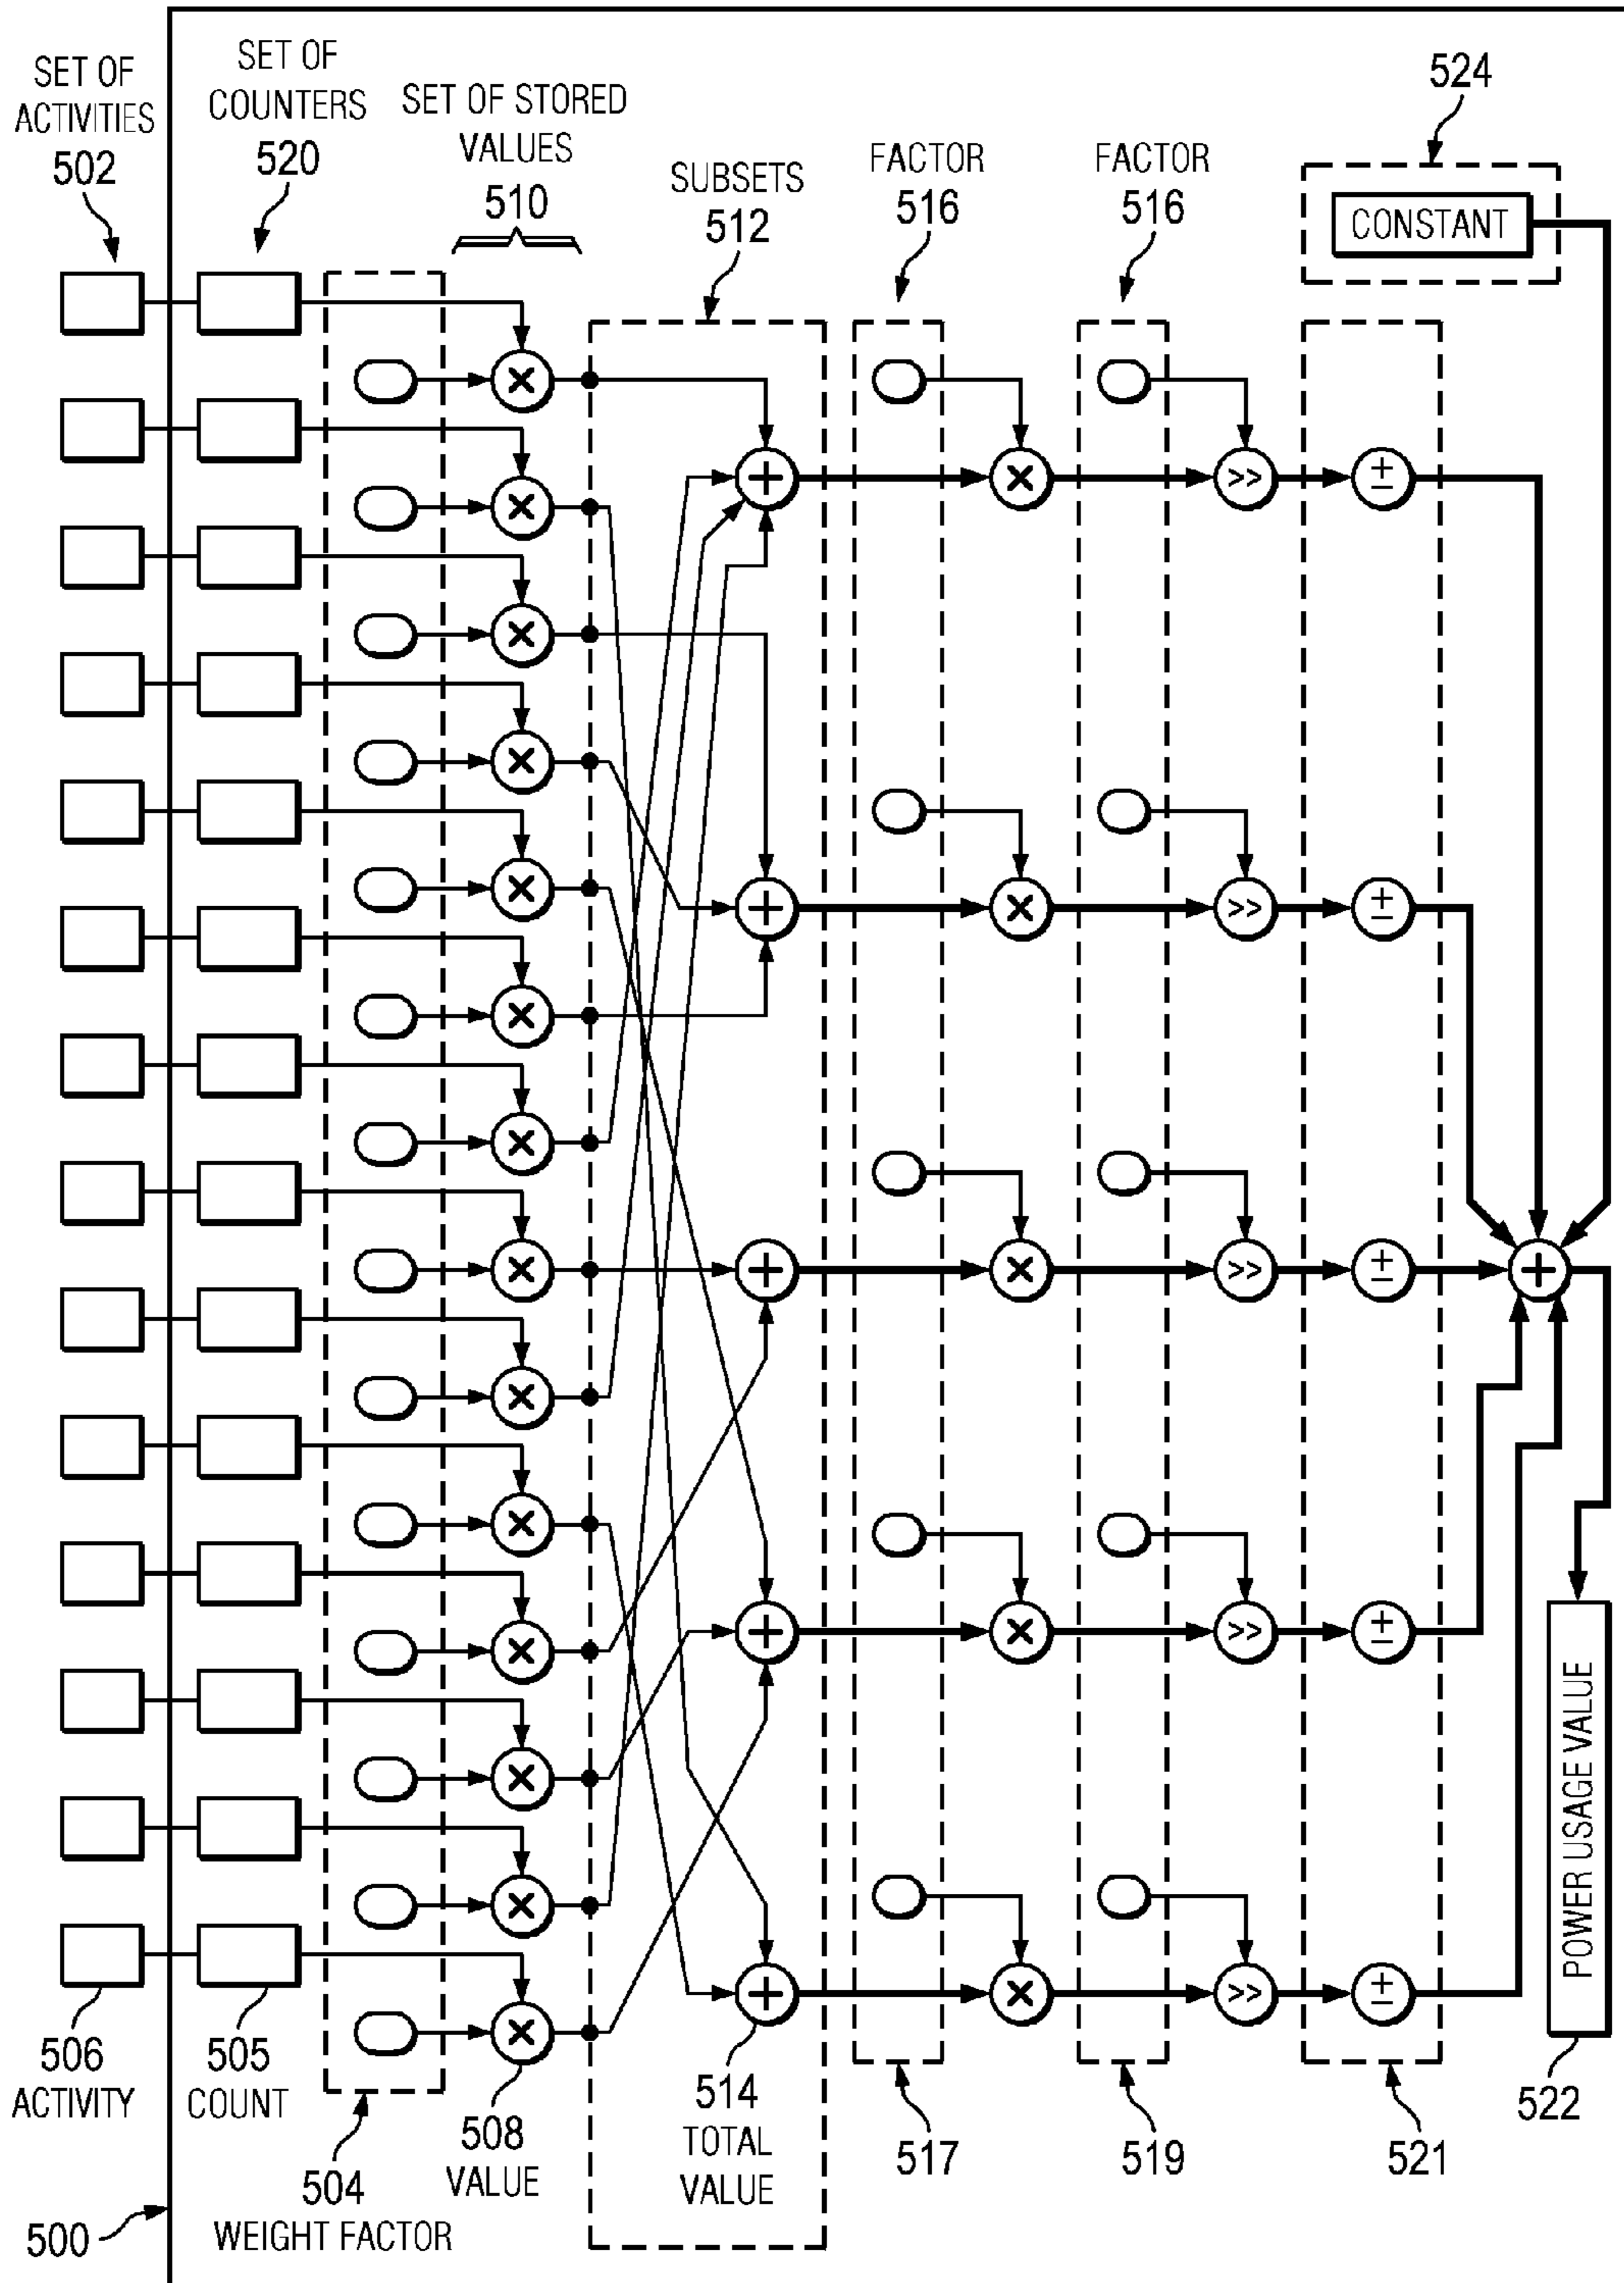 SET OF
ACTIVITIES
502
SET OF
COUNTERS
520
SET OF STORED
VALUES
510
SUBSETS
512
FACTOR
516
FACTOR
516
524
CONSTANT
506
ACTIVITY
505
COUNT
504
WEIGHT FACTOR
508
VALUE
514
TOTAL
VALUE
517
519
521
POWER USAGE VALUE
522
500